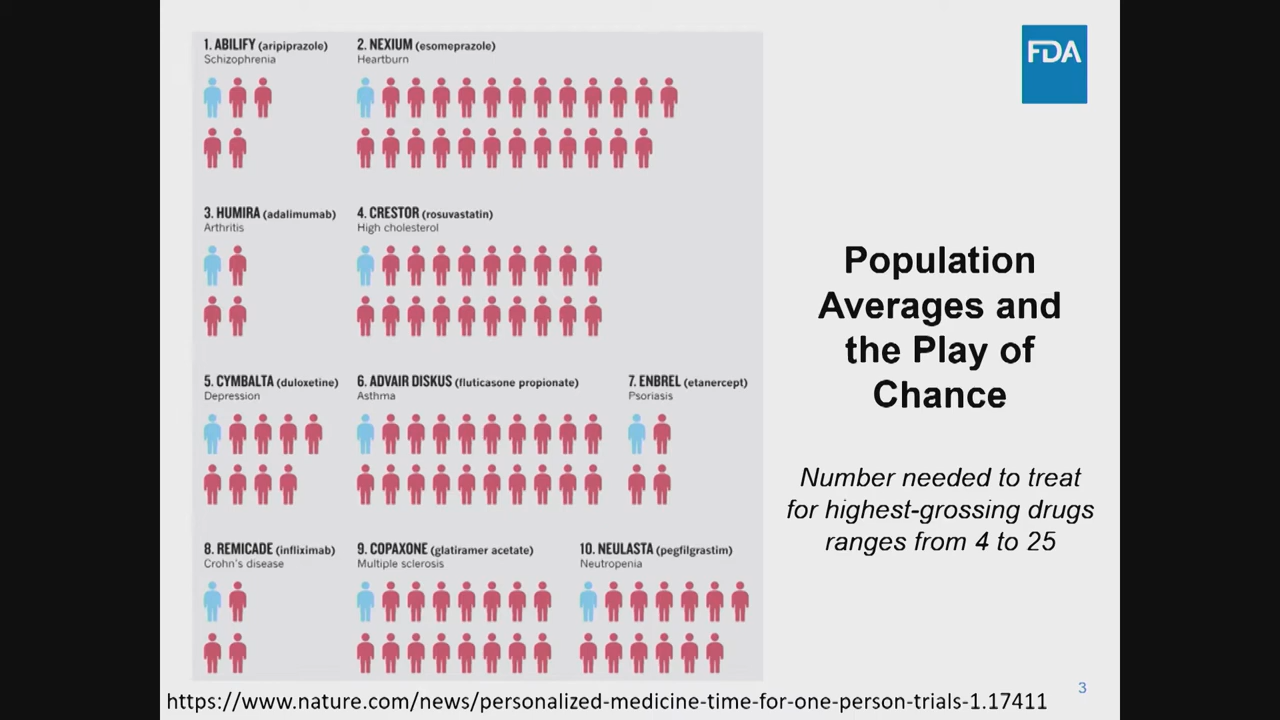 1. ABILIFY (aripiprazole)
Schizophrenia
2. NEXIUM (esomeprazole)
Heartburn
3. HUMIRA (adalimumab)
Arthritis
4. CRESTOR (rosuvastatin)
High cholesterol
5. CYMBALTA (duloxetine)
Depression
6. ADVAIR DISKUS (fluticasone propionate)
Asthma
7. ENBREL (etanercept)
Psoriasis
8. REMICADE (infliximab)
Crohn's disease
9. COPAXONE (glatiramer acetate)
Multiple sclerosis
10. NEULASTA (pegfilgrastim)
Neutropenia
FDA
Population
Averages and
the Play of
Chance
Number needed to treat
for highest-grossing drugs
ranges from 4 to 25
3
https://www.nature.com/news/personalized-medicine-time-for-one-person-trials-1.17411